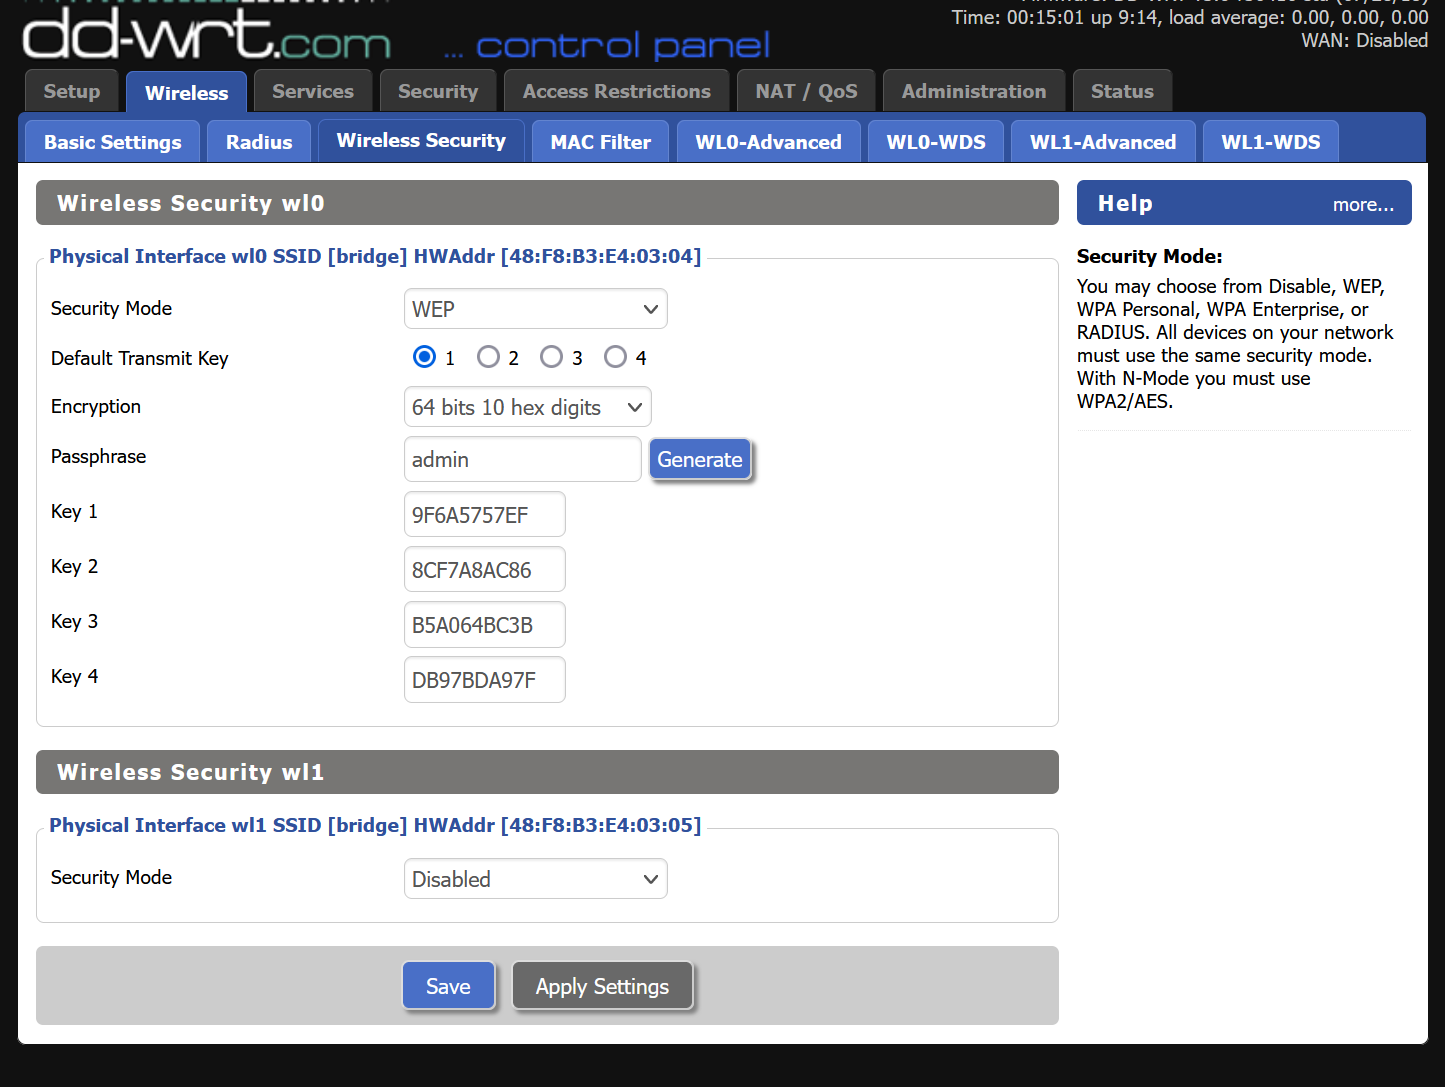 dd-wrt.com ... control panel
Time: 00:15:01 up 9:14, load average: 0.00, 0.00, 0.00
WAN: Disabled
Setup Wireless Services Security Access Restrictions NAT / QoS Administration Status
Basic Settings Radius Wireless Security MAC Filter WL0-Advanced WL0-WDS WL1-Advanced WL1-WDS
Wireless Security wl0
Physical Interface wl0 SSID [bridge] HWAddr [48:F8:B3:E4:03:04]
Security Mode WEP
Default Transmit Key 1 2 3 4
Encryption 64 bits 10 hex digits
Passphrase admin Generate
Key 1 9F6A5757EF
Key 2 8CF7A8AC86
Key 3 B5A064BC3B
Key 4 DB97BDA97F
Wireless Security wl1
Physical Interface wl1 SSID [bridge] HWAddr [48:F8:B3:E4:03:05]
Security Mode Disabled
Save Apply Settings
Help more...
Security Mode:
You may choose from Disable, WEP,
WPA Personal, WPA Enterprise, or
RADIUS. All devices on your network
must use the same security mode.
With N-Mode you must use
WPA2/AES.